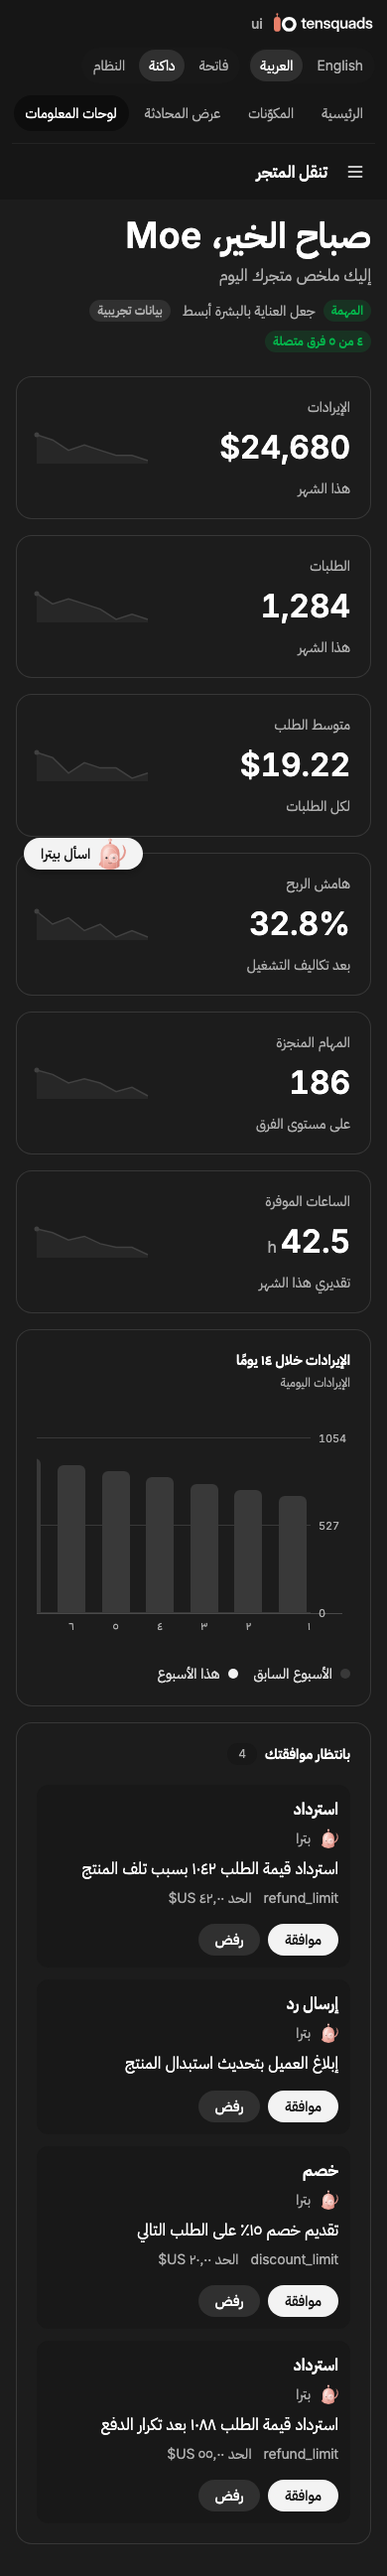 tensquads ui
English العربية فاتحة داكنة النظام
الرئيسية المكوّنات عرض المحادثة لوحات المعلومات
تنقل المتجر
صباح الخير، Moe
إليك ملخص متجرك اليوم
المهمة جعل العناية بالبشرة أبسط بيانات تجريبية
٤ من ٥ فرق متصلة
الإيرادات
$24,680
هذا الشهر
الطلبات
1,284
هذا الشهر
متوسط الطلب
$19.22
لكل الطلبات
اسأل بيترا
هامش الربح
32.8%
بعد تكاليف التشغيل
المهام المنجزة
186
على مستوى الفرق
الساعات الموفرة
42.5 h
تقديري هذا الشهر
الإيرادات خلال ١٤ يومًا
الإيرادات اليومية
1054
527
0
١ ٢ ٣ ٤ ٥ ٦
الأسبوع السابق هذا الأسبوع
بانتظار موافقتك 4
استرداد
بترا
استرداد قيمة الطلب ١٠٤٢ بسبب تلف المنتج
refund_limit الحد ٤٢,٠٠ US$
موافقة رفض
إرسال رد
بترا
إبلاغ العميل بتحديث استبدال المنتج
موافقة رفض
خصم
بترا
تقديم خصم ١٥٪ على الطلب التالي
discount_limit الحد ٢٠,٠٠ US$
موافقة رفض
استرداد
بترا
استرداد قيمة الطلب ١٠٨٨ بعد تكرار الدفع
refund_limit الحد ٥٥,٠٠ US$
موافقة رفض